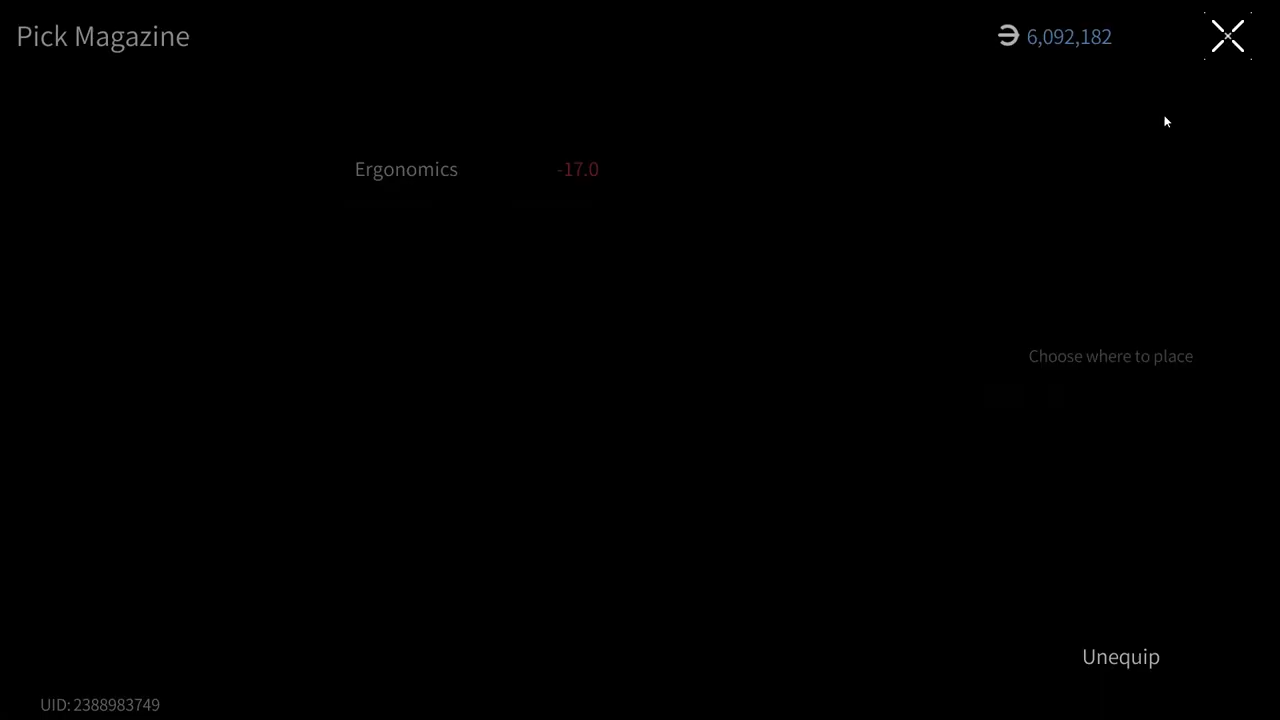 Pick Magazine
6,092,182
Ergonomics -17.0
Choose where to place
Unequip
UID: 2388983749